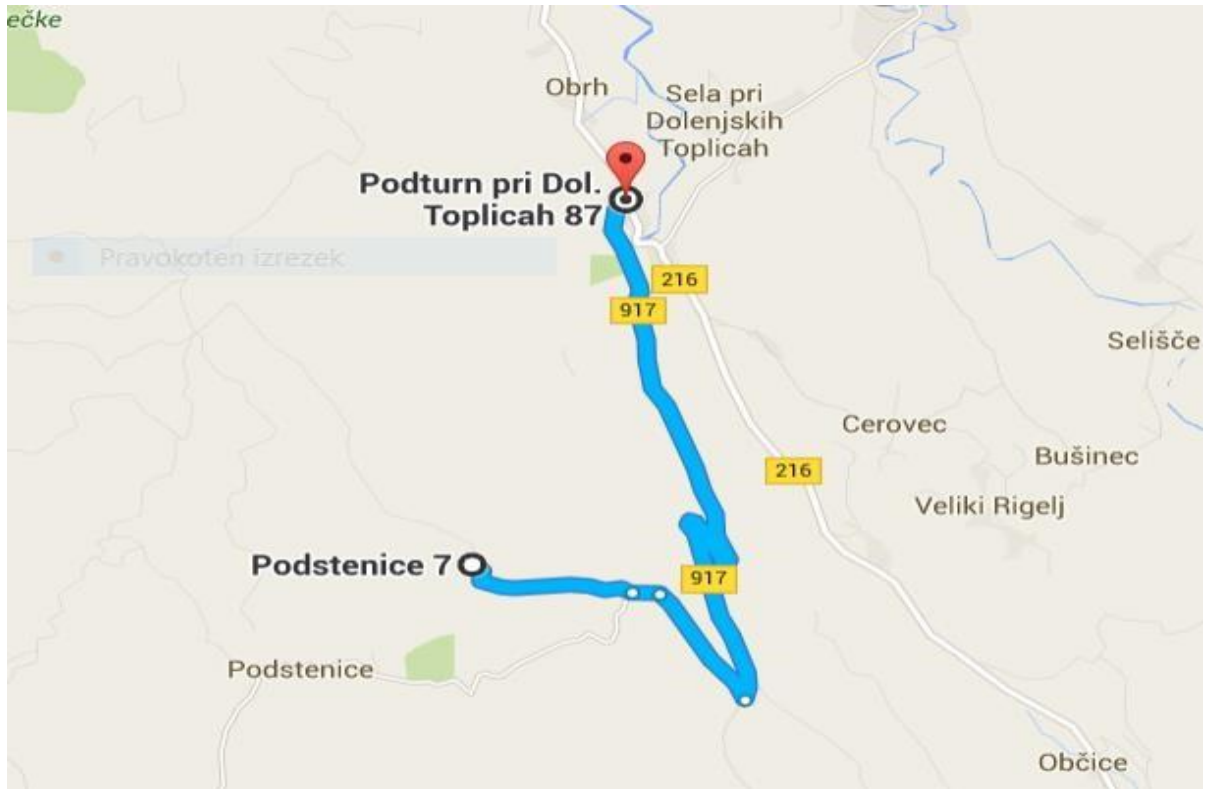 ečke
Obrh
Sela pri
Dolenjskih
Toplicah
Podturn pri Dol.
Toplicah 87
Pravokoten izrezek
216
917
Selišče
Cerovec
Bušinec
216
Veliki Rigelj
Podstenice 7
917
Podstenice
Občice